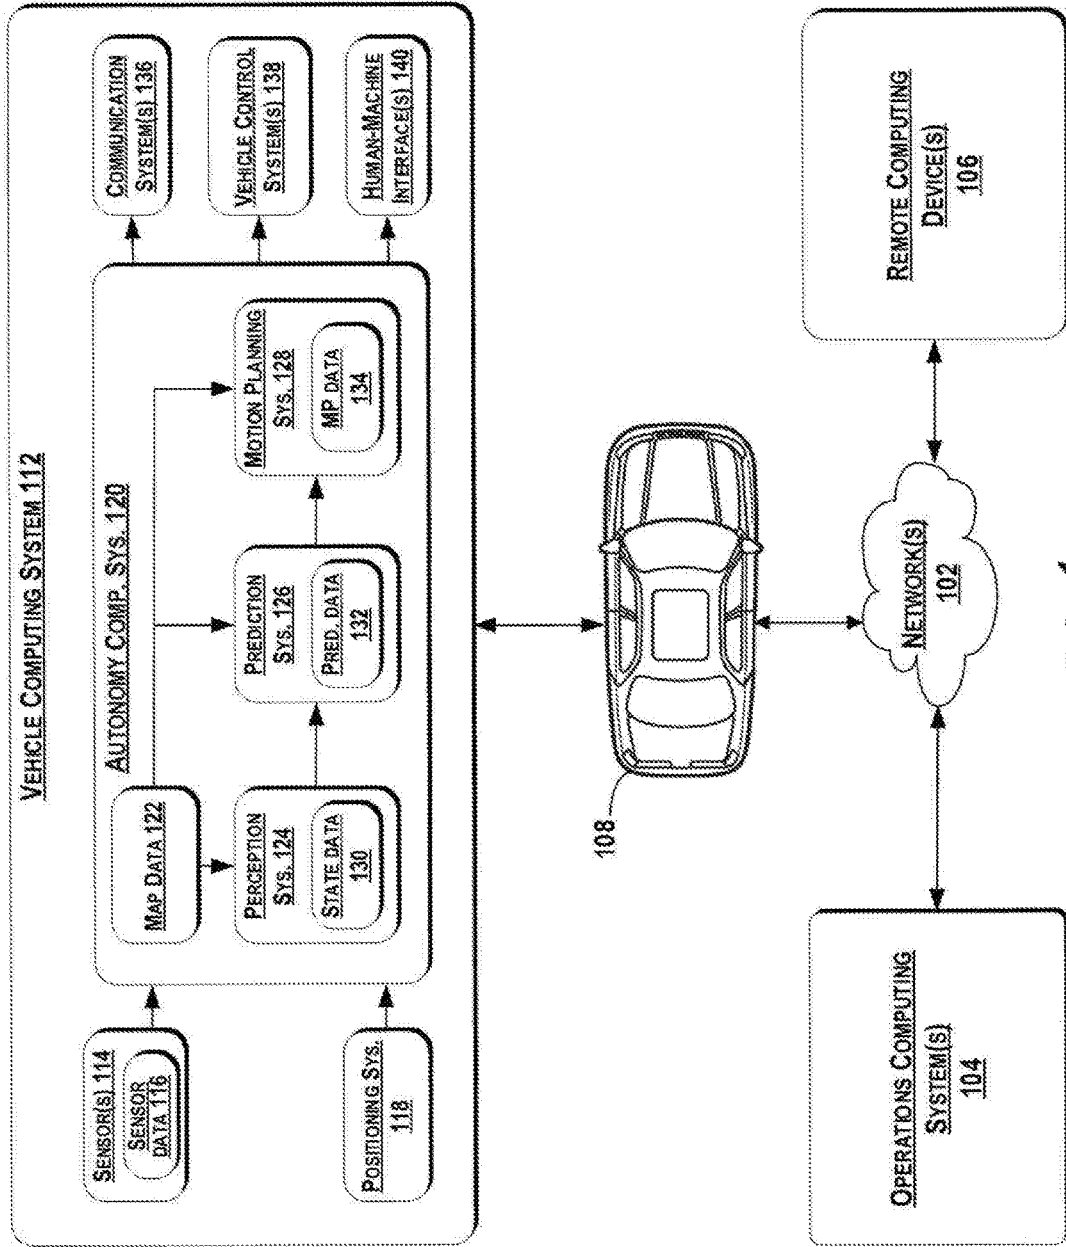 VEHICLE COMPUTING SYSTEM 112
SENSOR(S) 114
SENSOR
DATA 116
POSITIONING SYS.
118
AUTONOMY COMP. SYS. 120
MAP DATA 122
PERCEPTION
SYS. 124
STATE DATA
130
PREDICTION
SYS. 126
PRED. DATA
132
MOTION PLANNING
SYS. 128
MP DATA
134
COMMUNICATION
SYSTEM(S) 136
VEHICLE CONTROL
SYSTEM(S) 138
HUMAN-MACHINE
INTERFACE(S) 140
108
OPERATIONS COMPUTING
SYSTEM(S)
104
NETWORK(S)
102
REMOTE COMPUTING
DEVICE(S)
106